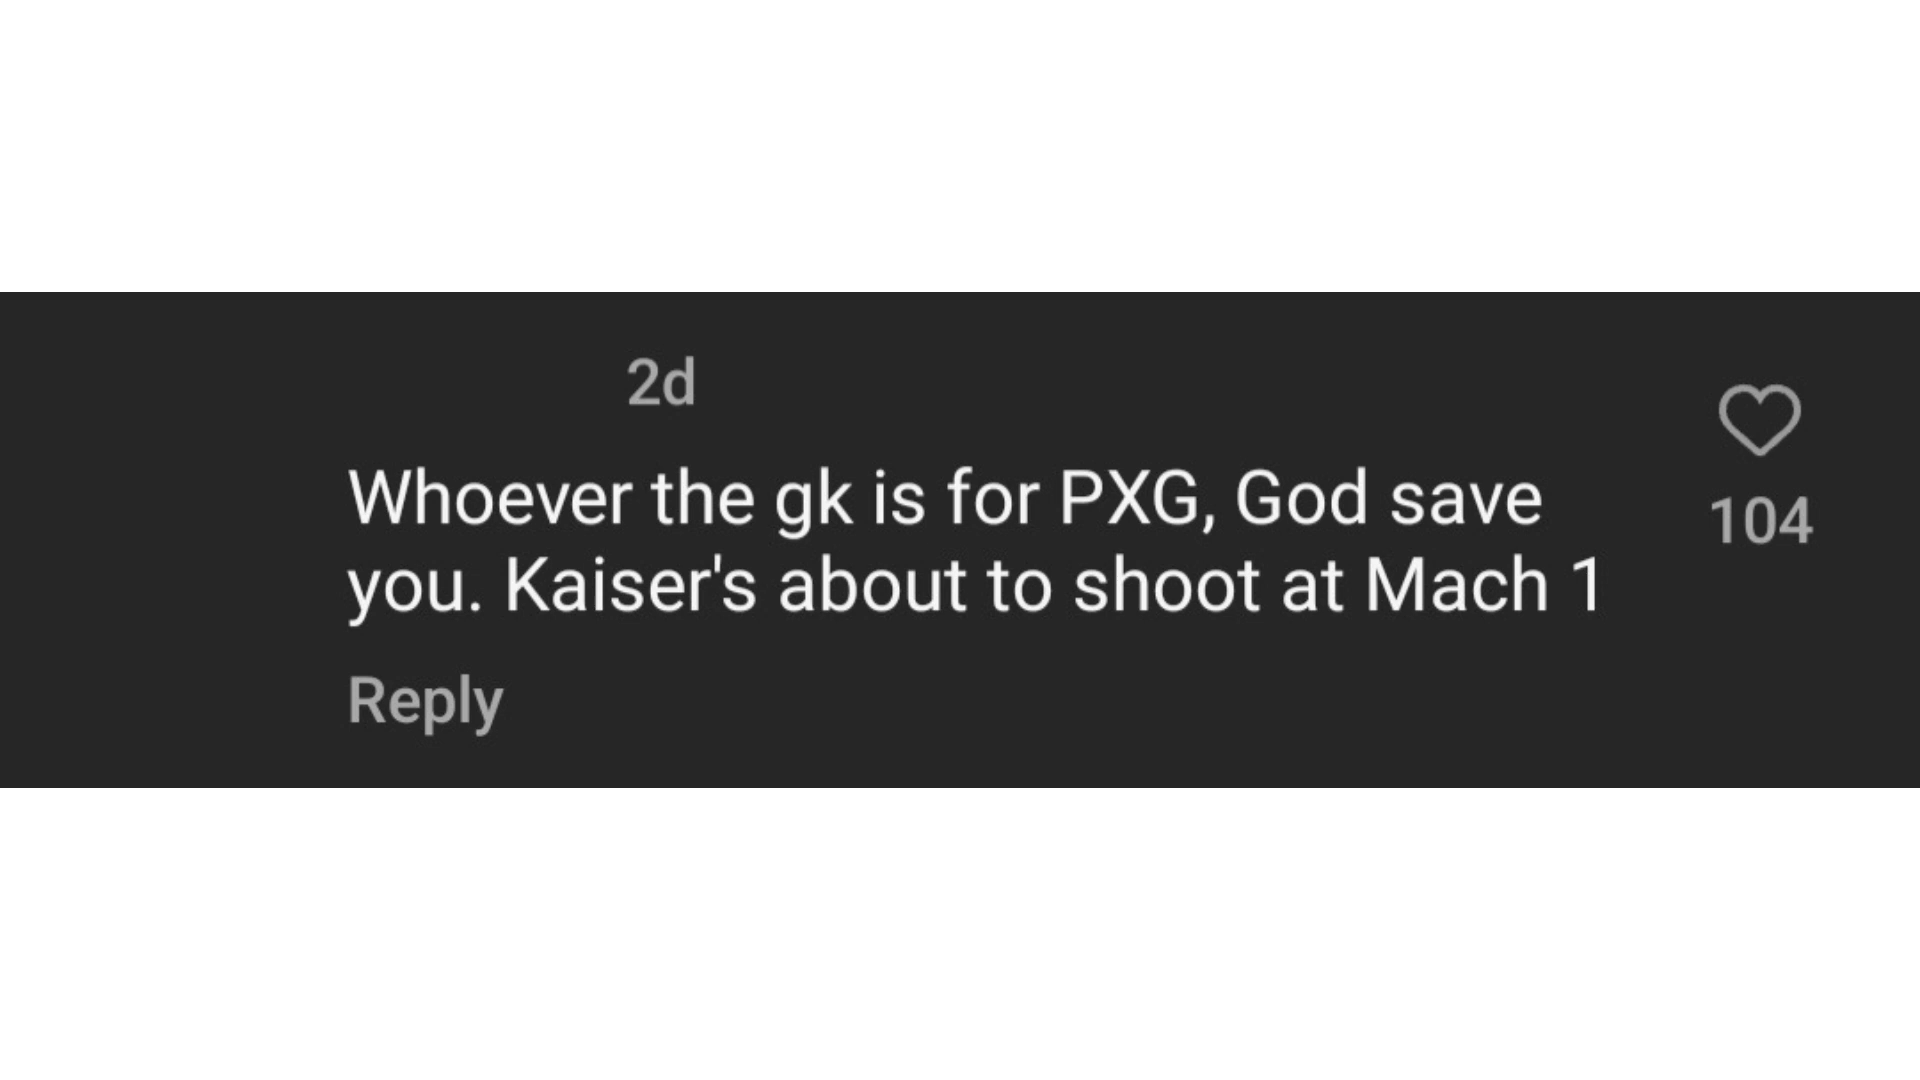 2d
Whoever the gk is for PXG, God save
you. Kaiser's about to shoot at Mach 1
104
Reply